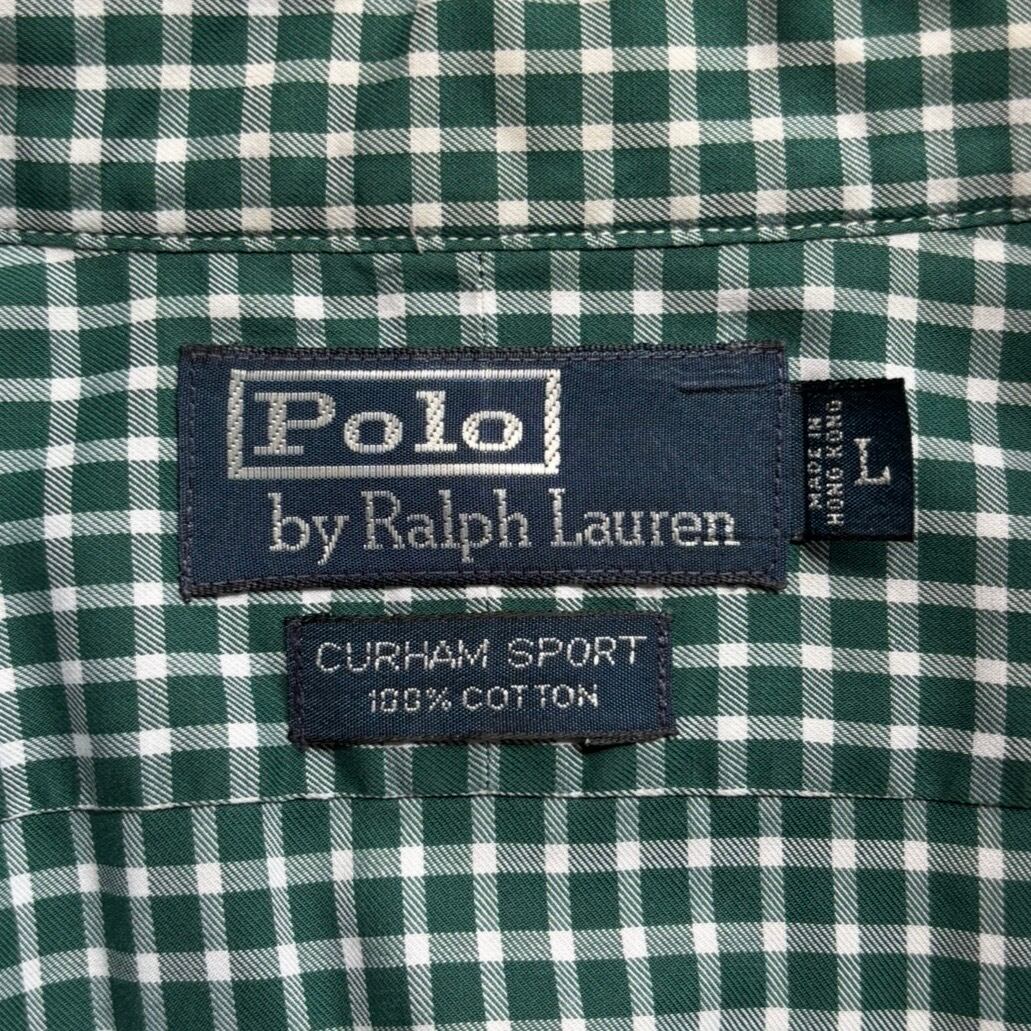 Polo
by Ralph Lauren
MADE IN
HONG KONG
L
CURHAM SPORT
100% COTTON